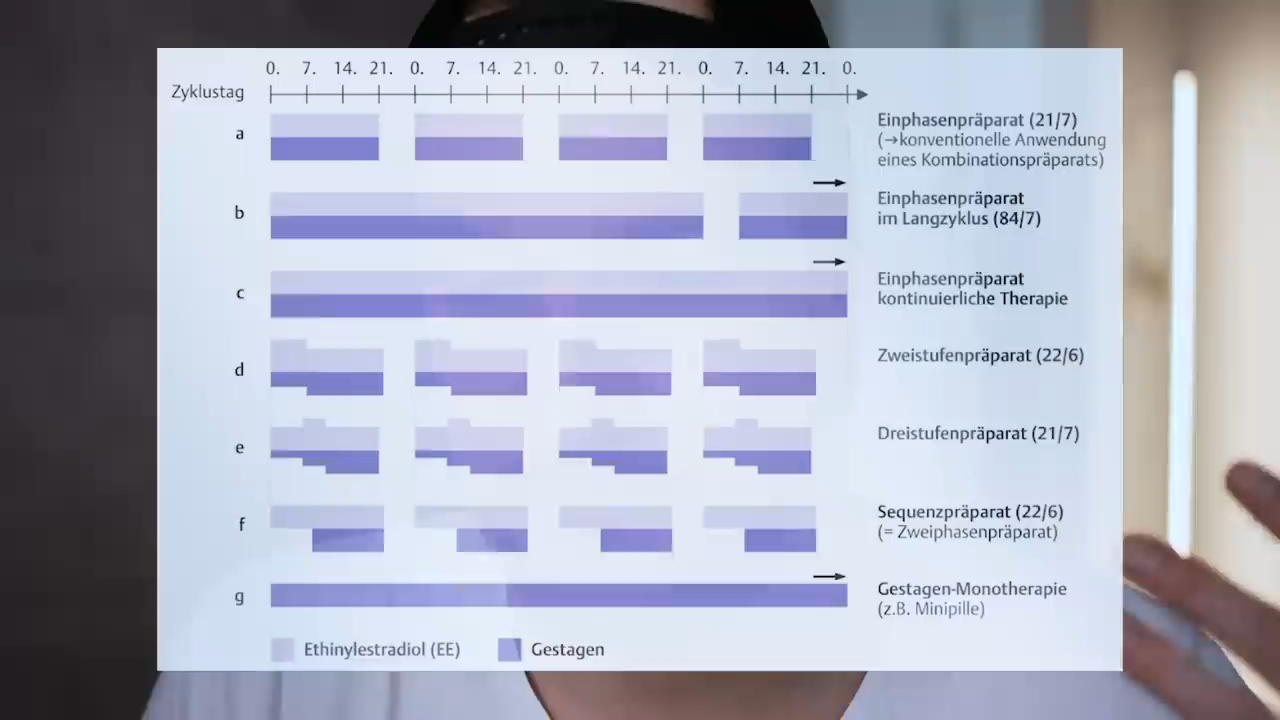 0. 7. 14. 21. 0. 7. 14. 21. 0. 7. 14. 21. 0. 7. 14. 21. 0.
Zyklustag
a
Einphasenpräparat (21/7)
(→konventionelle Anwendung
eines Kombinationspräparats)
b
Einphasenpräparat
im Langzyklus (84/7)
c
Einphasenpräparat
kontinuierliche Therapie
d
Zweistufenpräparat (22/6)
e
Dreistufenpräparat (21/7)
f
Sequenzpräparat (22/6)
(= Zweiphasenpräparat)
g
Gestagen-Monotherapie
(z.B. Minipille)
Ethinylestradiol (EE) Gestagen